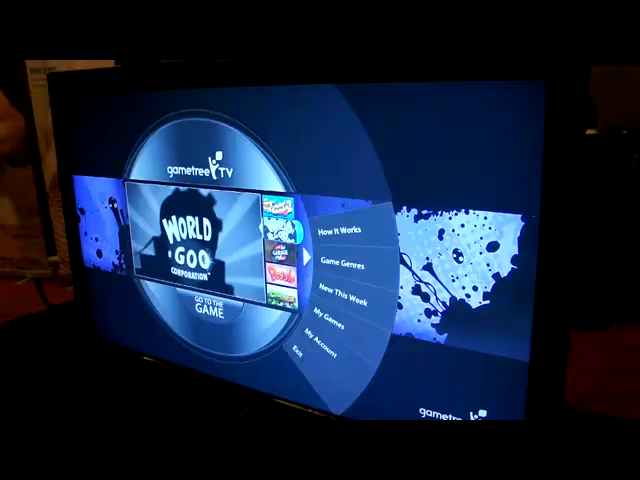 gametree TV
WORLD
OF GOO
CORPORATION
GO TO THE
GAME
How It Works
Game Genres
New This Week
My Games
My Account
Exit
gametree